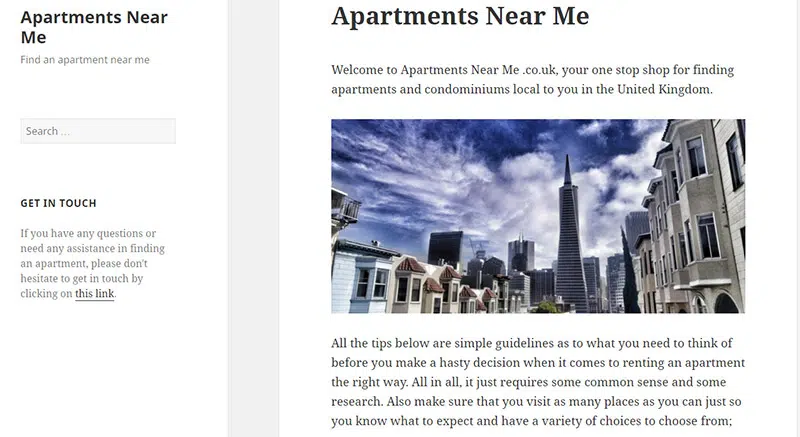 Apartments Near
Me
Find an apartment near me
Search …
GET IN TOUCH
If you have any questions or
need any assistance in finding
an apartment, please don't
hesitate to get in touch by
clicking on this link.
Apartments Near Me
Welcome to Apartments Near Me .co.uk, your one stop shop for finding
apartments and condominiums local to you in the United Kingdom.
All the tips below are simple guidelines as to what you need to think of
before you make a hasty decision when it comes to renting an apartment
the right way. All in all, it just requires some common sense and some
research. Also make sure that you visit as many places as you can just so
you know what to expect and have a variety of choices to choose from;